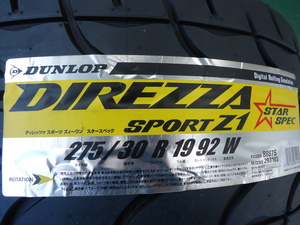 DUNLOP
Digital Rolling Simulation
DIREZZA
SPORT Z1
STAR SPEC
ディレッツァ スポーツ ズィーワン スタースペック
275/30 R 19 92 W
ROTATION